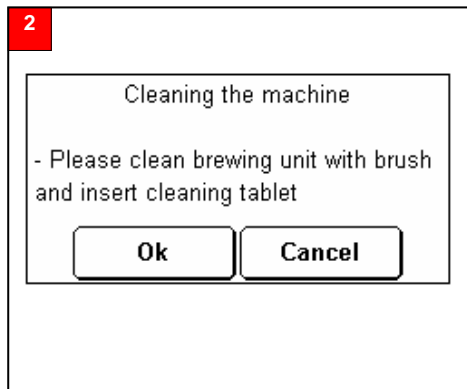 2
Cleaning the machine
- Please clean brewing unit with brush
and insert cleaning tablet
Ok
Cancel